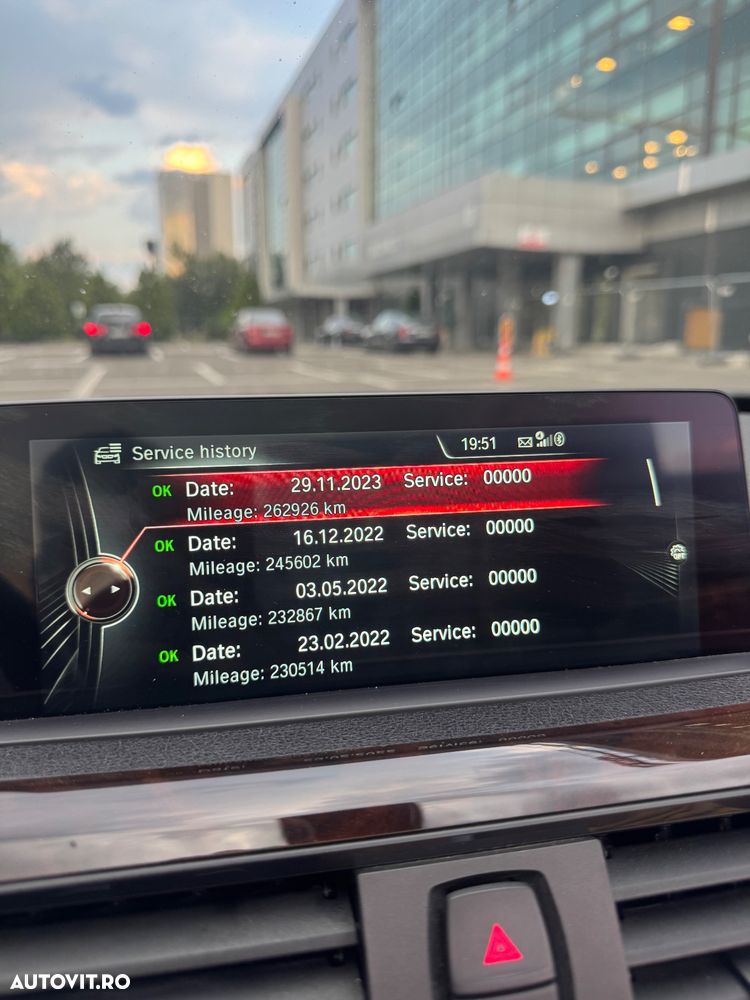 Service history 19:51
OK Date: 29.11.2023 Service: 00000
Mileage: 262926 km
OK Date: 16.12.2022 Service: 00000
Mileage: 245602 km
OK Date: 03.05.2022 Service: 00000
Mileage: 232867 km
OK Date: 23.02.2022 Service: 00000
Mileage: 230514 km
AUTOVIT.RO